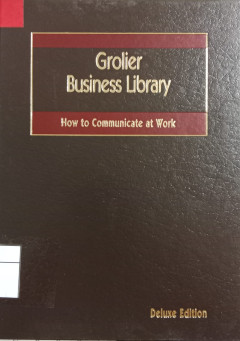 Grolier
Business Library
How to Communicate at Work
Deluxe Edition